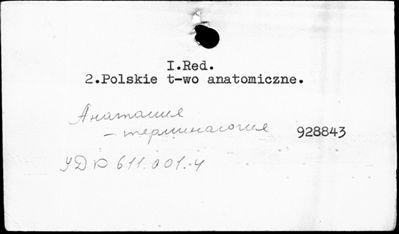 I.Red.
2.Polskie t-wo anatomiczne.
Анатомия
- терминология 928843
УДК 611.001.4